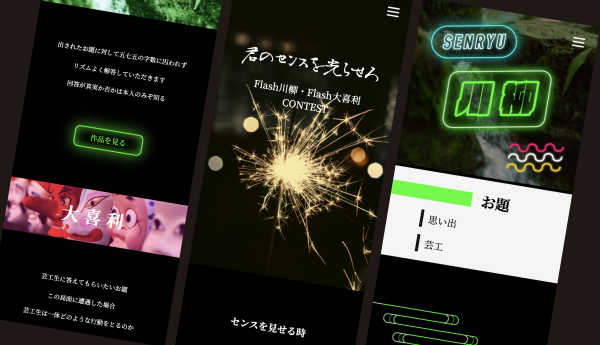 出されたお題に対して五七五の字数に囚われず
リズムよく解答していただきます
回答が真実か否かは本人のみぞ知る
作品を見る
大喜利
芸工生に答えてもらいたいお題
この局面に遭遇した場合
芸工生は一体どのような行動をとるのか
君のセンスを光らせろ
Flash川柳・Flash大喜利
CONTEST
センスを見せる時
SENRYU
川柳
お題
思い出
芸工